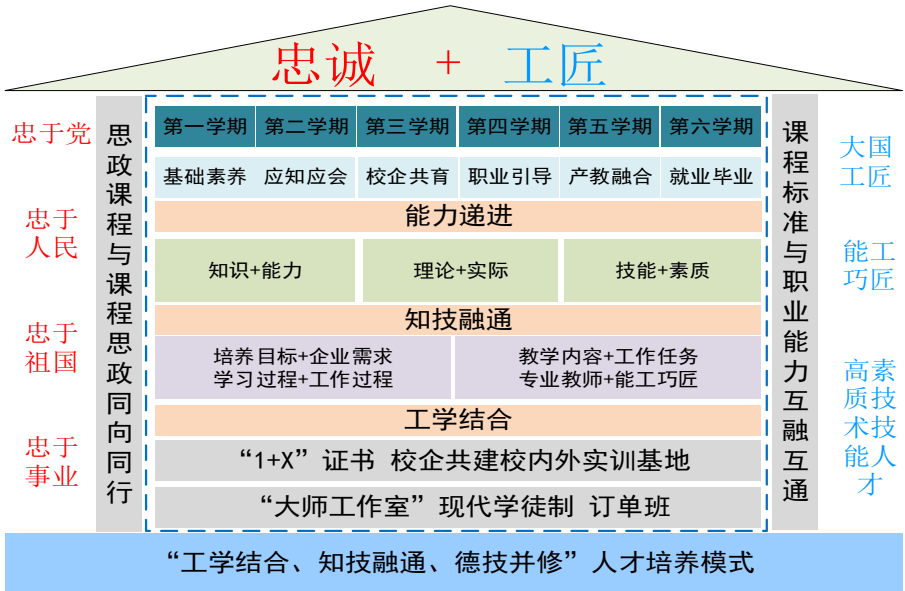 忠诚 + 工匠
忠于党
忠于
人民
忠于
祖国
忠于
事业
思政课程与课程思政同向同行
第一学期 第二学期 第三学期 第四学期 第五学期 第六学期
基础素养 应知应会 校企共育 职业引导 产教融合 就业毕业
能力递进
知识+能力 理论+实际 技能+素质
知技融通
培养目标+企业需求
学习过程+工作过程
教学内容+工作任务
专业教师+能工巧匠
工学结合
“1+X”证书 校企共建校内外实训基地
“大师工作室”现代学徒制 订单班
课程标准与职业能力互融互通
大国
工匠
能工
巧匠
高素
质技
术技
能人
才
“工学结合、知技融通、德技并修”人才培养模式